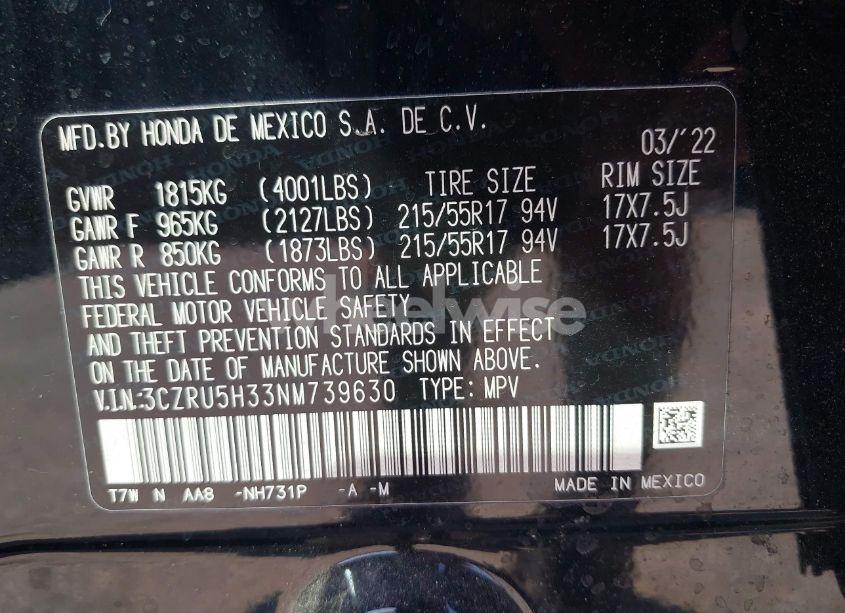 MFD.BY HONDA DE MEXICO S.A. DE C.V.
03/'22
GVWR 1815KG (4001LBS) TIRE SIZE RIM SIZE
GAWR F 965KG (2127LBS) 215/55R17 94V 17X7.5J
GAWR R 850KG (1873LBS) 215/55R17 94V 17X7.5J
THIS VEHICLE CONFORMS TO ALL APPLICABLE
FEDERAL MOTOR VEHICLE SAFETY
AND THEFT PREVENTION STANDARDS IN EFFECT
ON THE DATE OF MANUFACTURE SHOWN ABOVE.
V.I.N.:3CZRU5H33NM739630 TYPE: MPV
T7W N AA8 -NH731P -A -M
MADE IN MEXICO